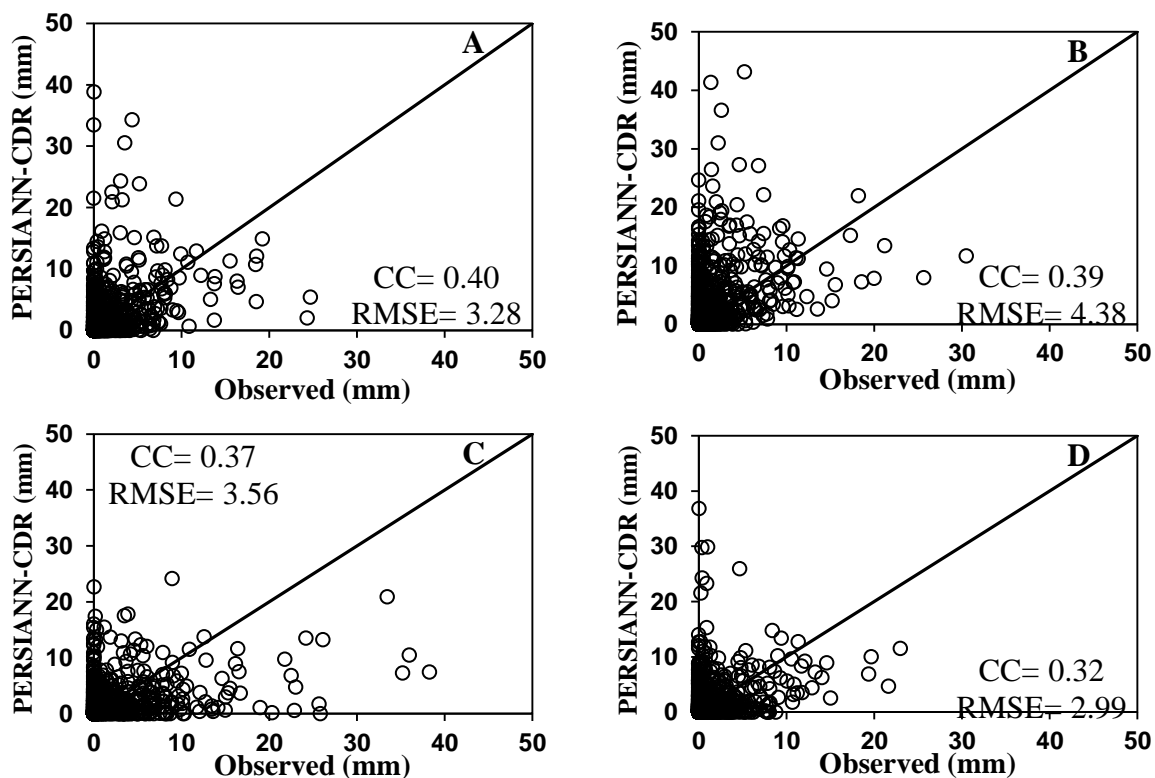 PERSIANN-CDR (mm)
50
40
30
20
10
0
A
CC= 0.40
RMSE= 3.28
0 10 20 30 40 50
Observed (mm)
PERSIANN-CDR (mm)
50
40
30
20
10
0
B
CC= 0.39
RMSE= 4.38
0 10 20 30 40 50
Observed (mm)
PERSIANN-CDR (mm)
50
40
30
20
10
0
CC= 0.37
RMSE= 3.56
C
0 10 20 30 40 50
Observed (mm)
PERSIANN-CDR (mm)
50
40
30
20
10
0
D
CC= 0.32
RMSE= 2.99
0 10 20 30 40 50
Observed (mm)